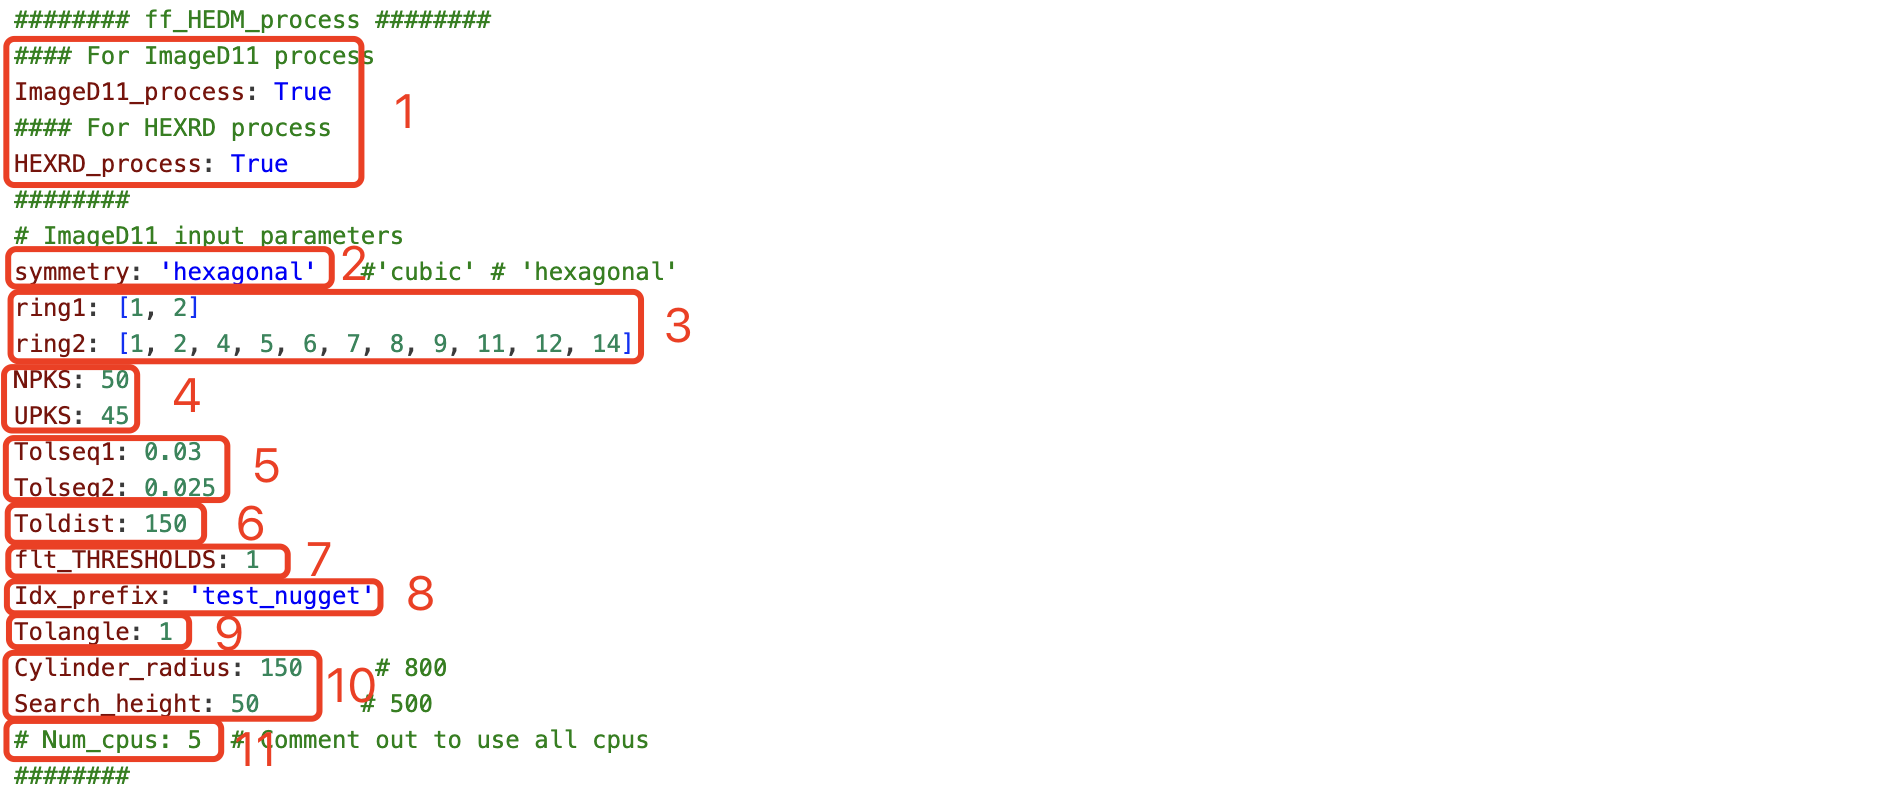 ######## ff_HEDM_process ########
#### For ImageD11 process
ImageD11_process: True
1
#### For HEXRD process
HEXRD_process: True
########
# ImageD11 input parameters
symmetry: 'hexagonal' 2 #'cubic' # 'hexagonal'
ring1: [1, 2]
3
ring2: [1, 2, 4, 5, 6, 7, 8, 9, 11, 12, 14]
NPKS: 50
4
UPKS: 45
Tolseq1: 0.03
5
Tolseq2: 0.025
Toldist: 150 6
flt_THRESHOLDS: 1 7
Idx_prefix: 'test_nugget' 8
Tolangle: 1 9
Cylinder_radius: 150 # 800
10
Search_height: 50 # 500
# Num_cpus: 5 # Comment out to use all cpus
11
########